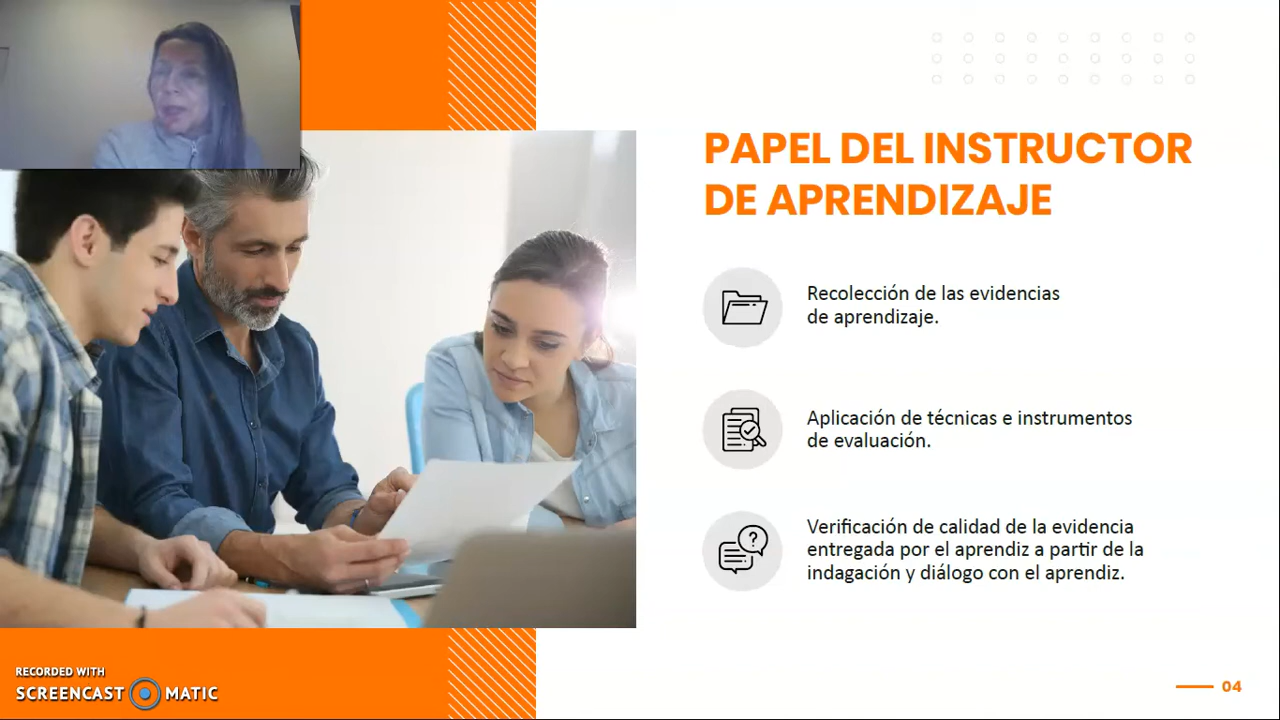 PAPEL DEL INSTRUCTOR
DE APRENDIZAJE
Recolección de las evidencias
de aprendizaje.
Aplicación de técnicas e instrumentos
de evaluación.
?
Verificación de calidad de la evidencia
entregada por el aprendiz a partir de la
indagación y diálogo con el aprendiz.
RECORDED WITH
SCREENCAST MATIC
04